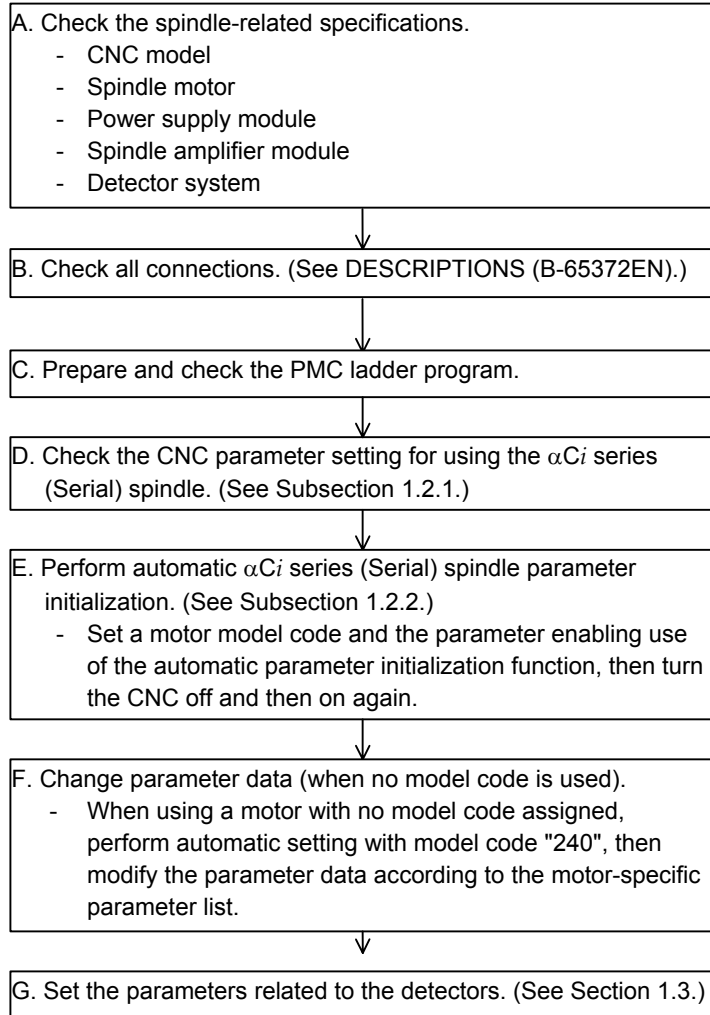 A. Check the spindle-related specifications.
- CNC model
- Spindle motor
- Power supply module
- Spindle amplifier module
- Detector system
B. Check all connections. (See DESCRIPTIONS (B-65372EN).)
C. Prepare and check the PMC ladder program.
D. Check the CNC parameter setting for using the αCi series
(Serial) spindle. (See Subsection 1.2.1.)
E. Perform automatic αCi series (Serial) spindle parameter
initialization. (See Subsection 1.2.2.)
- Set a motor model code and the parameter enabling use
of the automatic parameter initialization function, then turn
the CNC off and then on again.
F. Change parameter data (when no model code is used).
- When using a motor with no model code assigned,
perform automatic setting with model code "240", then
modify the parameter data according to the motor-specific
parameter list.
G. Set the parameters related to the detectors. (See Section 1.3.)